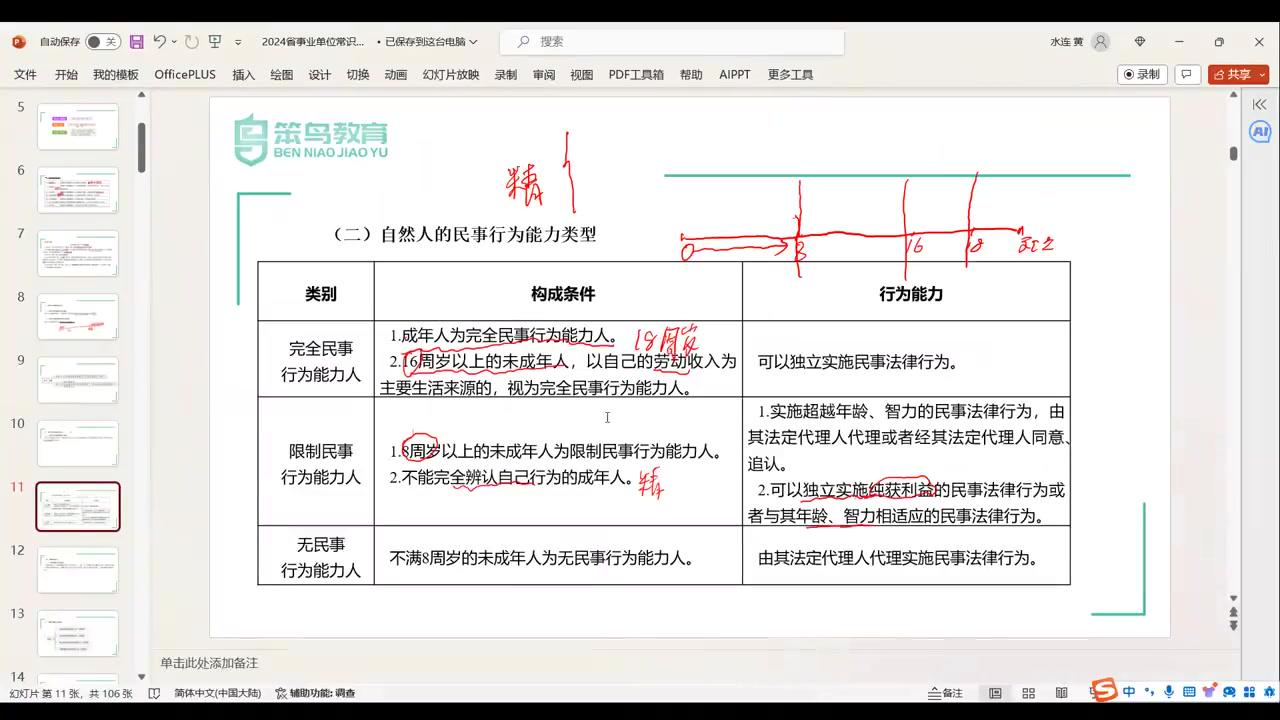 自动保存 关 2024省事业单位常识... • 已保存到这台电脑 搜索 水连 黄
文件 开始 我的模板 OfficePLUS 插入 绘图 设计 切换 动画 幻灯片放映 录制 审阅 视图 PDF工具箱 帮助 AIPPT 更多工具 录制 共享
5
6
7
8
9
10
11
12
13
14
笨鸟教育
BEN NIAO JIAO YU
精
0 8 16 18 死亡
（二）自然人的民事行为能力类型
类别 构成条件 行为能力
完全民事
行为能力人
1.成年人为完全民事行为能力人。 18周岁
2.16周岁以上的未成年人，以自己的劳动收入为
主要生活来源的，视为完全民事行为能力人。
可以独立实施民事法律行为。
限制民事
行为能力人
1.8周岁以上的未成年人为限制民事行为能力人。
2.不能完全辨认自己行为的成年人。 精
1.实施超越年龄、智力的民事法律行为，由
其法定代理人代理或者经其法定代理人同意、
追认。
2.可以独立实施纯获利益的民事法律行为或
者与其年龄、智力相适应的民事法律行为。
无民事
行为能力人
不满8周岁的未成年人为无民事行为能力人。
由其法定代理人代理实施民事法律行为。
AI
单击此处添加备注
幻灯片 第 11 张，共 106 张 简体中文(中国大陆) 辅助功能: 调查 备注 中